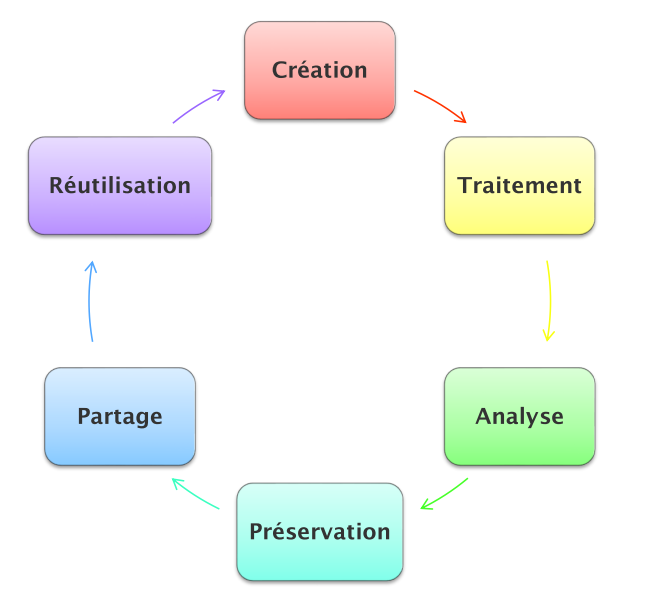 Création
Traitement
Analyse
Préservation
Partage
Réutilisation